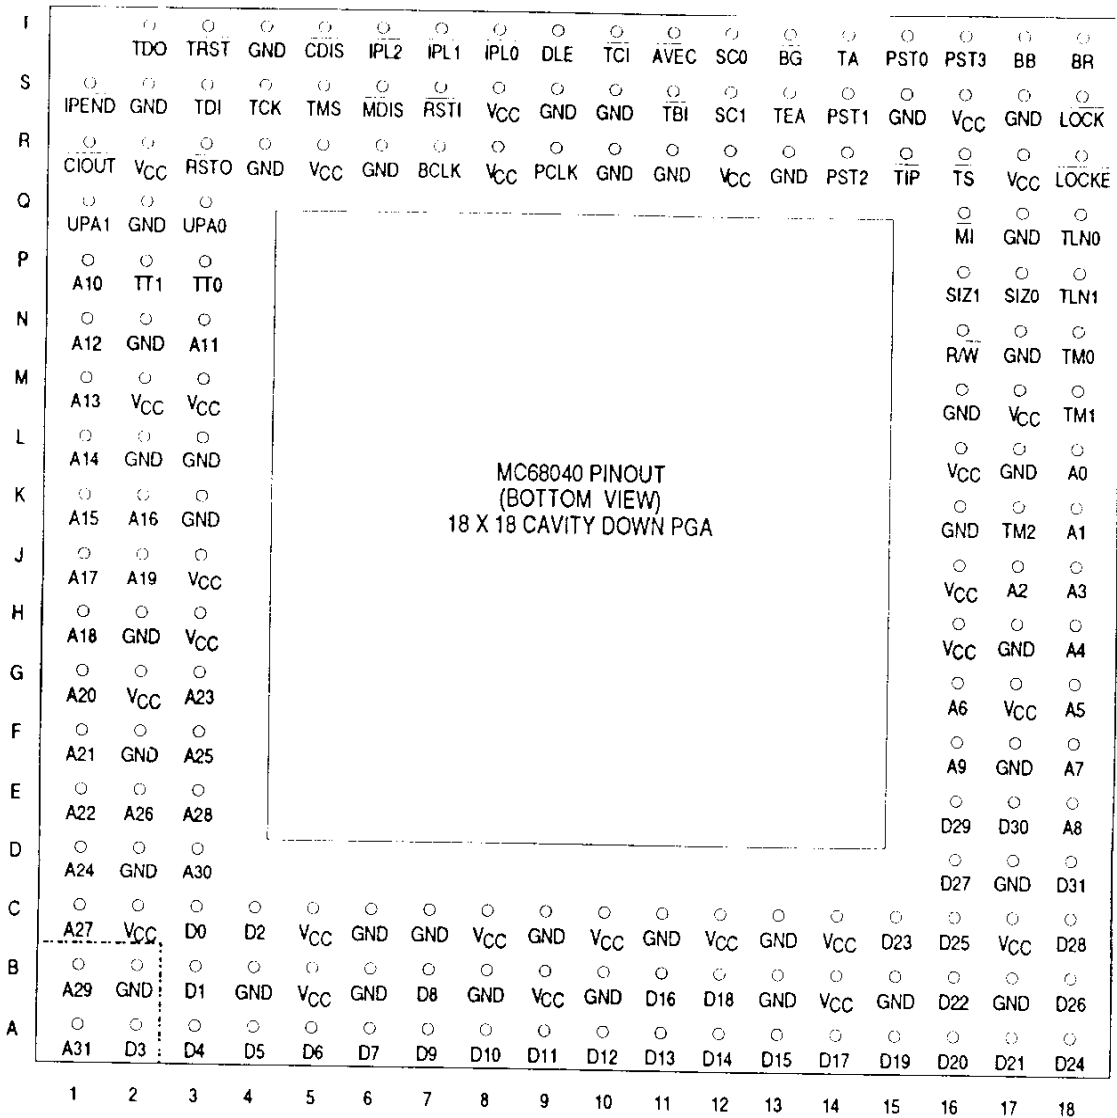 T TDO TRST GND CDIS IPL2 IPL1 IPL0 DLE TCI AVEC SC0 BG TA PST0 PST3 BB BR
S IPEND GND TDI TCK TMS MDIS RSTI VCC GND GND TBI SC1 TEA PST1 GND VCC GND LOCK
R CIOUT VCC RSTO GND VCC GND BCLK VCC PCLK GND GND VCC GND PST2 TIP TS VCC LOCKE
Q UPA1 GND UPA0 MI GND TLN0
P A10 TT1 TT0 SIZ1 SIZ0 TLN1
N A12 GND A11 R/W GND TM0
M A13 VCC VCC GND VCC TM1
L A14 GND GND VCC GND A0
MC68040 PINOUT
(BOTTOM VIEW)
18 X 18 CAVITY DOWN PGA
K A15 A16 GND GND TM2 A1
J A17 A19 VCC VCC A2 A3
H A18 GND VCC VCC GND A4
G A20 VCC A23 A6 VCC A5
F A21 GND A25 A9 GND A7
E A22 A26 A28 D29 D30 A8
D A24 GND A30 D27 GND D31
C A27 VCC D0 D2 VCC GND GND VCC GND VCC GND VCC GND VCC D23 D25 VCC D28
B A29 GND D1 GND VCC GND D8 GND VCC GND D16 D18 GND VCC GND D22 GND D26
A A31 D3 D4 D5 D6 D7 D9 D10 D11 D12 D13 D14 D15 D17 D19 D20 D21 D24
1 2 3 4 5 6 7 8 9 10 11 12 13 14 15 16 17 18